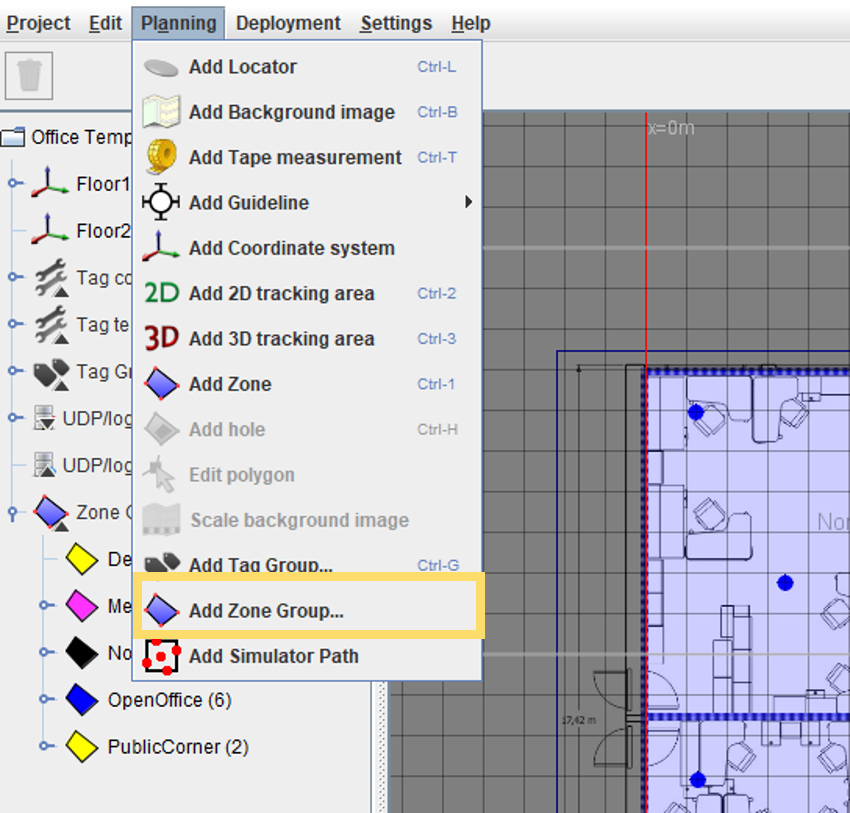 Project Edit Planning Deployment Settings Help
Add Locator Ctrl-L
Add Background image Ctrl-B
Add Tape measurement Ctrl-T
Add Guideline
Add Coordinate system
2D Add 2D tracking area Ctrl-2
3D Add 3D tracking area Ctrl-3
Add Zone Ctrl-1
Add hole Ctrl-H
Edit polygon
Scale background image
Add Tag Group... Ctrl-G
Add Zone Group...
Add Simulator Path
Office Temp
Floor1
Floor2
Tag co
Tag te
Tag Gr
UDP/log
UDP/log
Zone G
De
Me
No
OpenOffice (6)
PublicCorner (2)
x=0m
Nor
17,42 m